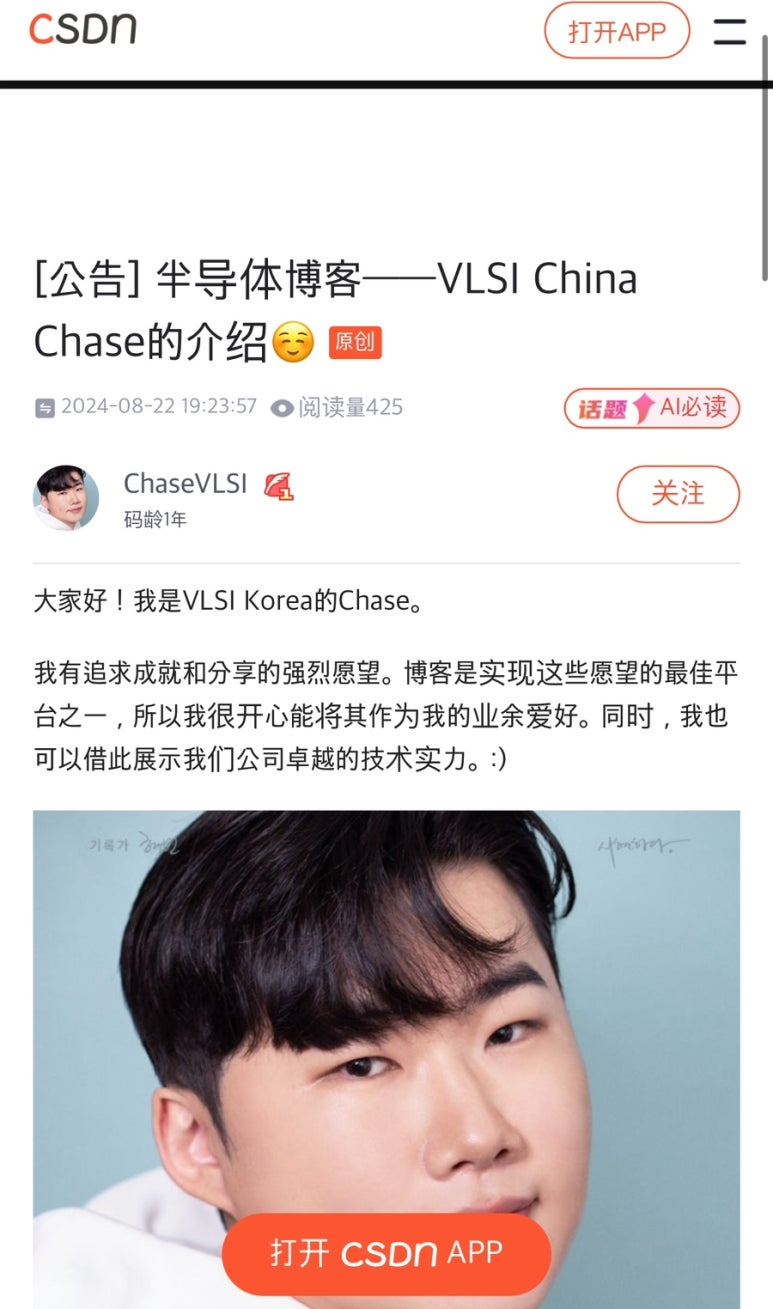 CSDN
打开APP
[公告] 半导体博客——VLSI China
Chase的介绍😊 原创
2024-08-22 19:23:57 阅读量425
话题 AI必读
ChaseVLSI 1
码龄1年
关注
大家好！我是VLSI Korea的Chase。
我有追求成就和分享的强烈愿望。博客是实现这些愿望的最佳平
台之一，所以我很开心能将其作为我的业余爱好。同时，我也
可以借此展示我们公司卓越的技术实力。:)
기록가
打开 CSDN APP